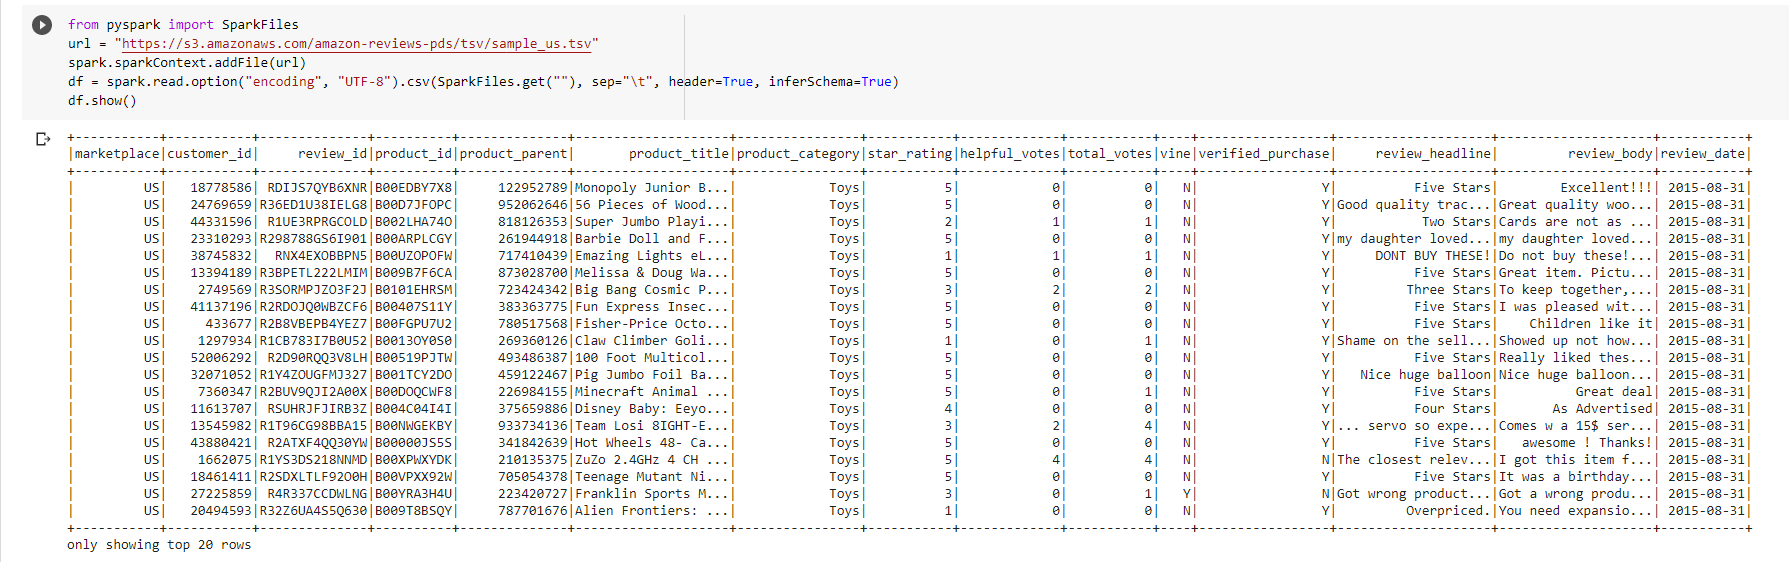 from pyspark import SparkFiles
url = "https://s3.amazonaws.com/amazon-reviews-pds/tsv/sample_us.tsv"
spark.sparkContext.addFile(url)
df = spark.read.option("encoding", "UTF-8").csv(SparkFiles.get(""), sep="\t", header=True, inferSchema=True)
df.show()
+-----------+-----------+--------------+----------+--------------+--------------------+----------------+-----------+-------------+-----------+----+-----------------+--------------------+--------------------+-----------+
|marketplace|customer_id|     review_id|product_id|product_parent|       product_title|product_category|star_rating|helpful_votes|total_votes|vine|verified_purchase|     review_headline|         review_body|review_date|
+-----------+-----------+--------------+----------+--------------+--------------------+----------------+-----------+-------------+-----------+----+-----------------+--------------------+--------------------+-----------+
|         US|   18778586| RDIJS7QYB6XNR|B00EDBY7X8|     122952789|Monopoly Junior B...|            Toys|          5|            0|          0|   N|                Y|          Five Stars|        Excellent!!!| 2015-08-31|
|         US|   24769659|R36ED1U38IELG8|B00D7JFOPC|     952062646|56 Pieces of Wood...|            Toys|          5|            0|          0|   N|                Y|Good quality trac...|Great quality woo...| 2015-08-31|
|         US|   44331596| R1UE3RPRGCOLD|B002LHA74O|     818126353|Super Jumbo Playi...|            Toys|          2|            1|          1|   N|                Y|           Two Stars|Cards are not as ...| 2015-08-31|
|         US|   23310293|R298788GS6I901|B00ARPLCGY|     261944918|Barbie Doll and F...|            Toys|          5|            0|          0|   N|                Y|my daughter loved...|my daughter loved...| 2015-08-31|
|         US|   38745832| RNX4EXOBBPN5|B00UZOPOFW|     717410439|Emazing Lights eL...|            Toys|          1|            1|          1|   N|                Y|     DONT BUY THESE!|Do not buy these!...| 2015-08-31|
|         US|   13394189|R3BPETL222LMIM|B009B7F6CA|     873028700|Melissa & Doug Wa...|            Toys|          5|            0|          0|   N|                Y|          Five Stars|Great item. Pictu...| 2015-08-31|
|         US|    2749569|R3SORMPJZO3F2J|B0101EHRSM|     723424342|Big Bang Cosmic P...|            Toys|          3|            2|          2|   N|                Y|         Three Stars|To keep together,...| 2015-08-31|
|         US|   41137196|R2RDOJQ0WBZCF6|B00407S11Y|     383363775|Fun Express Insec...|            Toys|          5|            0|          0|   N|                Y|          Five Stars|I was pleased wit...| 2015-08-31|
|         US|     433677|R2B8VBEPB4YEZ7|B00FGPU7U2|     780517568|Fisher-Price Octo...|            Toys|          5|            0|          0|   N|                Y|          Five Stars|    Children like it| 2015-08-31|
|         US|    1297934|R1CB783I7B0U52|B0013OY0S0|     269360126|Claw Climber Goli...|            Toys|          1|            0|          1|   N|                Y|Shame on the sell...|Showed up not how...| 2015-08-31|
|         US|   52006292| R2D90RQQ3V8LH|B00519PJTW|     493486387|100 Foot Multicol...|            Toys|          5|            0|          0|   N|                Y|          Five Stars|Really liked thes...| 2015-08-31|
|         US|   32071052|R1Y4ZOUGFMJ327|B001TCY2DO|     459122467|Pig Jumbo Foil Ba...|            Toys|          5|            0|          0|   N|                Y|   Nice huge balloon|Nice huge balloon...| 2015-08-31|
|         US|    7360347|R2BUV9QJI2A00X|B00DOQCWF8|     226984155|Minecraft Animal ...|            Toys|          5|            0|          1|   N|                Y|          Five Stars|          Great deal| 2015-08-31|
|         US|   11613707| RSUHRJFJIRB3Z|B004C04I4I|     375659886|Disney Baby: Eeyo...|            Toys|          4|            0|          0|   N|                Y|          Four Stars|       As Advertised| 2015-08-31|
|         US|   13545982|R1T96CG98BBA15|B00NWGEKBY|     933734136|Team Losi 8IGHT-E...|            Toys|          3|            2|          4|   N|                Y|... servo so expe...|Comes w a 15$ ser...| 2015-08-31|
|         US|   43880421| R2ATXF4QQ30YW|B00000JS5S|     341842639|Hot Wheels 48- Ca...|            Toys|          5|            0|          0|   N|                Y|          Five Stars|   awesome ! Thanks!| 2015-08-31|
|         US|    1662075|R1YS3DS218NNMD|B00XPWXYDK|     210135375|ZuZo 2.4GHz 4 CH ...|            Toys|          5|            4|          4|   N|                N|The closest relev...|I got this item f...| 2015-08-31|
|         US|   18461411|R2SDXLTLF92O0H|B00VPXX92W|     705054378|Teenage Mutant Ni...|            Toys|          5|            0|          0|   N|                Y|          Five Stars|It was a birthday...| 2015-08-31|
|         US|   27225859| R4R337CCDWLNG|B00YRA3H4U|     223420727|Franklin Sports M...|            Toys|          3|            0|          1|   Y|                N|Got wrong product...|Got a wrong produ...| 2015-08-31|
|         US|   20494593|R32Z6UA4S5Q630|B009T8BSQY|     787701676|Alien Frontiers: ...|            Toys|          1|            0|          0|   N|                Y|          Overpriced.|You need expansio...| 2015-08-31|
+-----------+-----------+--------------+----------+--------------+--------------------+----------------+-----------+-------------+-----------+----+-----------------+--------------------+--------------------+-----------+
only showing top 20 rows